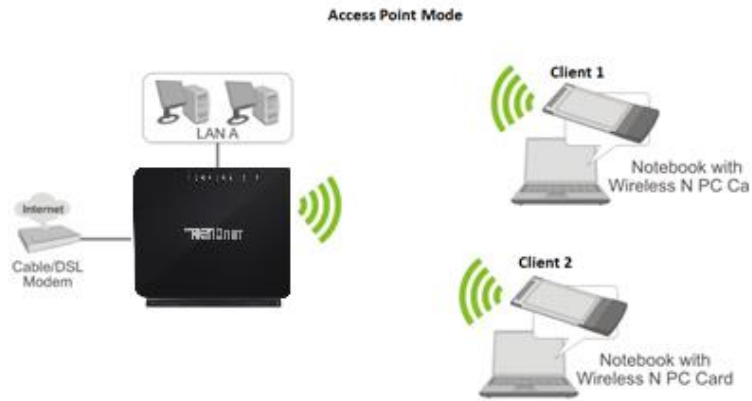 Access Point Mode
LAN A
Internet
Cable/DSL
Modem
TRENDnet
Client 1
Notebook with
Wireless N PC Ca
Client 2
Notebook with
Wireless N PC Card